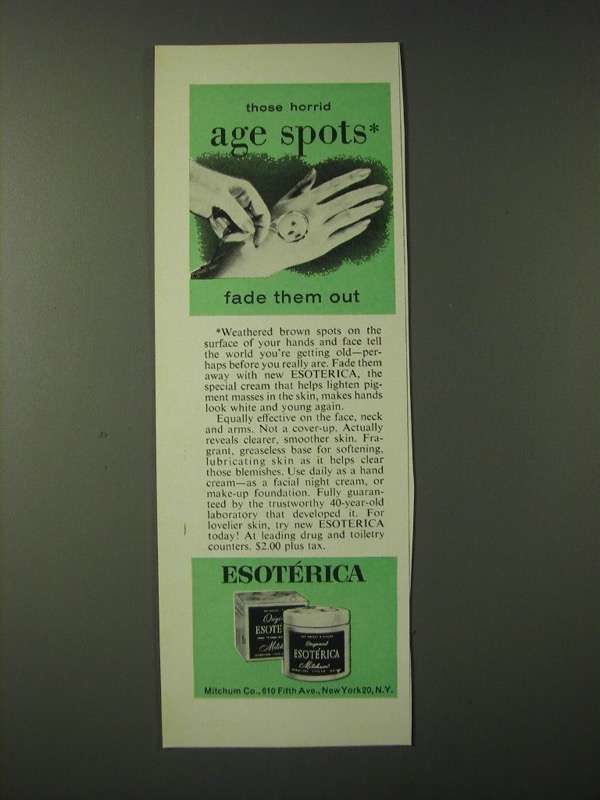 those horrid
age spots*
fade them out
*Weathered brown spots on the
surface of your hands and face tell
the world you're getting old—per-
haps before you really are. Fade them
away with new ESOTERICA, the
special cream that helps lighten pig-
ment masses in the skin, makes hands
look white and young again.
Equally effective on the face, neck
and arms. Not a cover-up. Actually
reveals clearer, smoother skin. Fra-
grant, greaseless base for softening,
lubricating skin as it helps clear
those blemishes. Use daily as a hand
cream—as a facial night cream, or
make-up foundation. Fully guaran-
teed by the trustworthy 40-year-old
laboratory that developed it. For
lovelier skin, try new ESOTERICA
today! At leading drug and toiletry
counters. $2.00 plus tax.
ESOTÉRICA
Origin
ESOTÉ
Mitch
Original
ESOTÉRICA
Mitchum
Mitchum Co., 610 Fifth Ave., New York 20, N.Y.